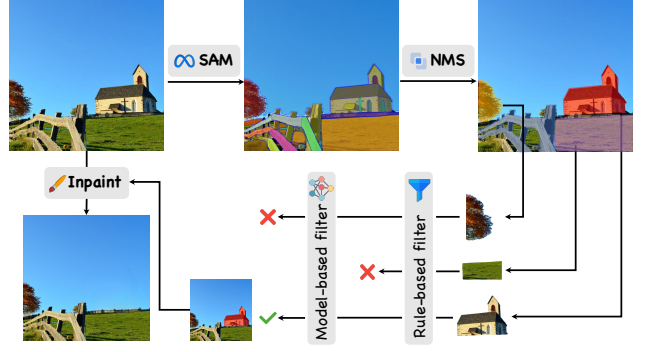 SAM
NMS
Inpaint
Model-based filter
Rule-based filter